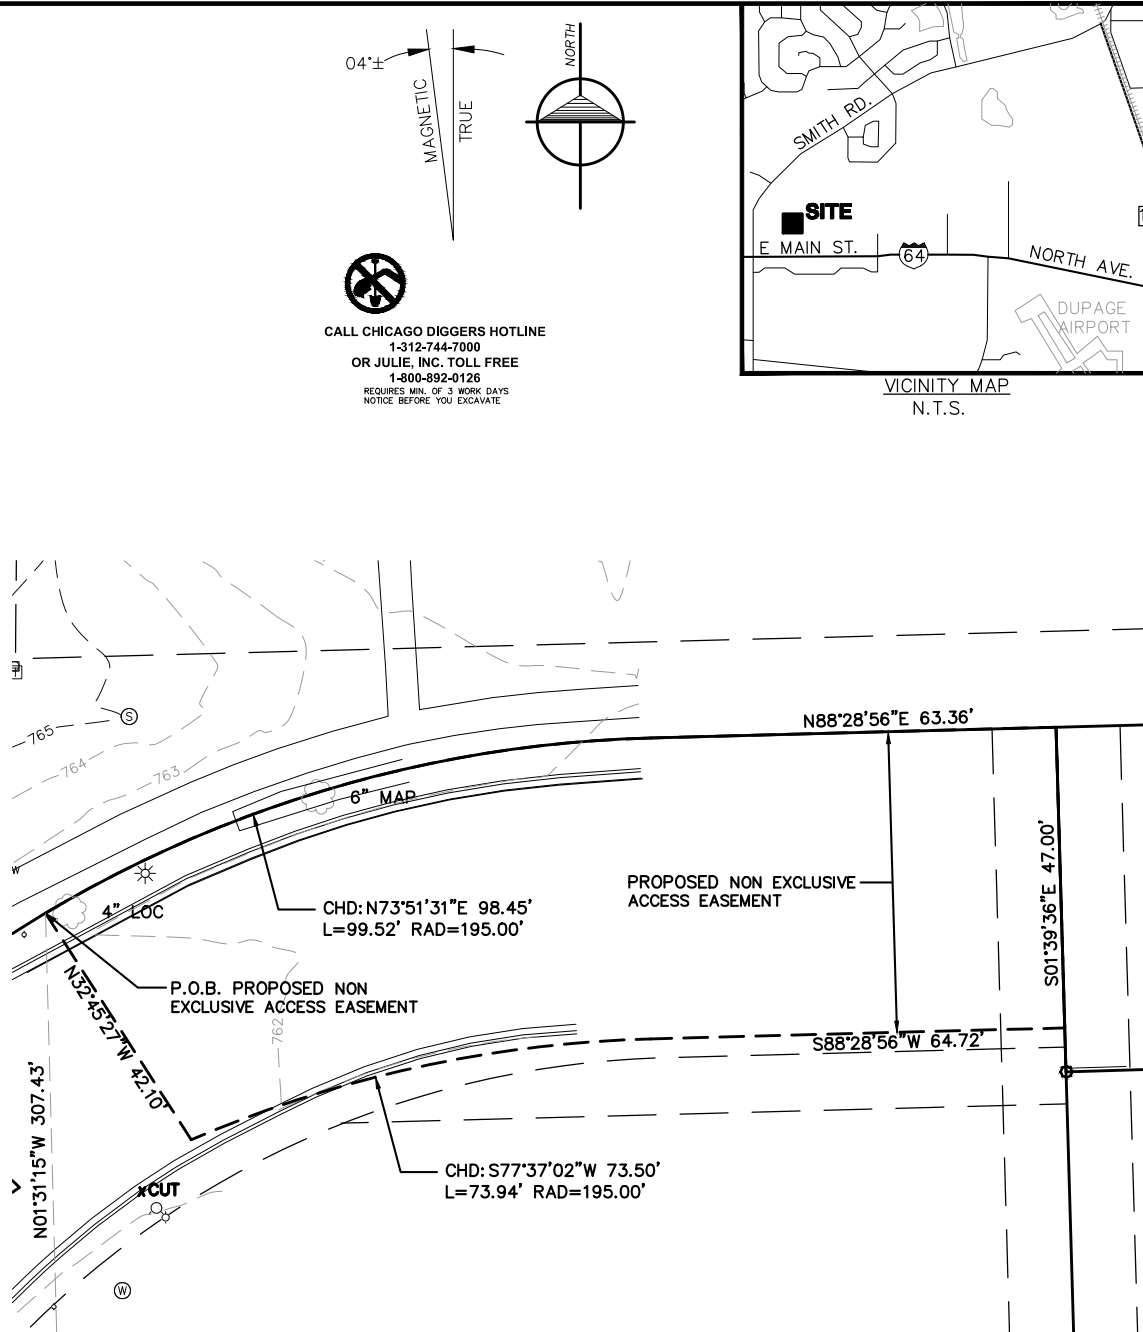 04°±
MAGNETIC
TRUE
NORTH
CALL CHICAGO DIGGERS HOTLINE
1-312-744-7000
OR JULIE, INC. TOLL FREE
1-800-892-0126
REQUIRES MIN. OF 3 WORK DAYS
NOTICE BEFORE YOU EXCAVATE
SMITH RD.
SITE
E MAIN ST.
64
NORTH AVE.
DUPAGE
AIRPORT
VICINITY MAP
N.T.S.
S
765
764
763
N88°28'56"E 63.36'
6" MAP
4" LOC
CHD: N73°51'31"E 98.45'
L=99.52' RAD=195.00'
PROPOSED NON EXCLUSIVE
ACCESS EASEMENT
S01°39'36"E 47.00'
P.O.B. PROPOSED NON
EXCLUSIVE ACCESS EASEMENT
N32°45'27"W 42.10'
762
S88°28'56"W 64.72'
N01°31'15"W 307.43'
CHD: S77°37'02"W 73.50'
L=73.94' RAD=195.00'
xCUT
W
W